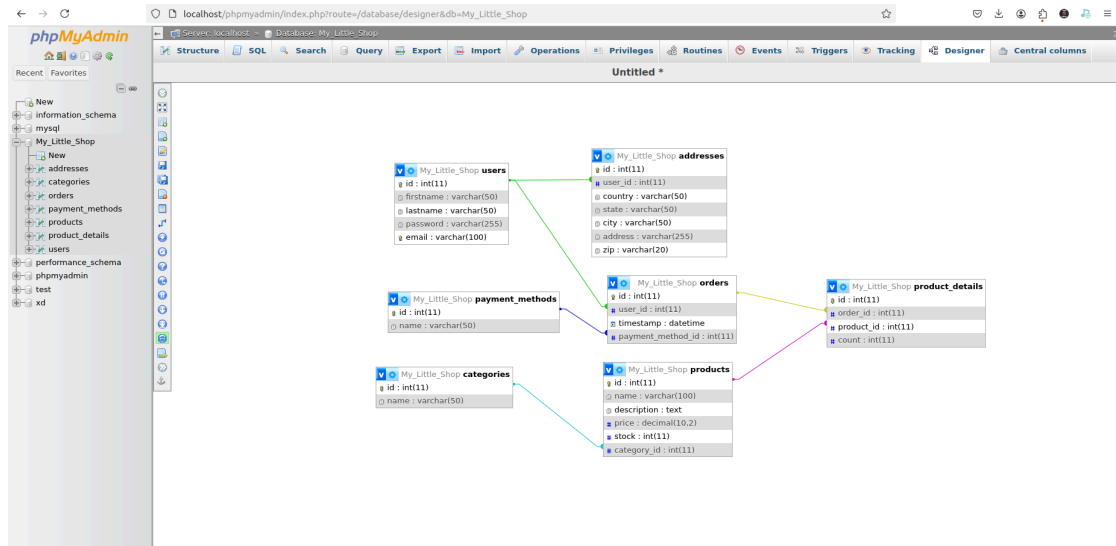 localhost/phpmyadmin/index.php?route=/database/designer&db=My_Little_Shop
phpMyAdmin
Recent Favorites
New
information_schema
mysql
My_Little_Shop
New
addresses
categories
orders
payment_methods
products
product_details
users
performance_schema
phpmyadmin
test
xd
Server: localhost » Database: My_Little_Shop
Structure SQL Search Query Export Import Operations Privileges Routines Events Triggers Tracking Designer Central columns
Untitled *
My_Little_Shop users
id : int(11)
firstname : varchar(50)
lastname : varchar(50)
password : varchar(255)
email : varchar(100)
My_Little_Shop addresses
id : int(11)
user_id : int(11)
country : varchar(50)
state : varchar(50)
city : varchar(50)
address : varchar(255)
zip : varchar(20)
My_Little_Shop payment_methods
id : int(11)
name : varchar(50)
My_Little_Shop orders
id : int(11)
user_id : int(11)
timestamp : datetime
payment_method_id : int(11)
My_Little_Shop product_details
id : int(11)
order_id : int(11)
product_id : int(11)
count : int(11)
My_Little_Shop categories
id : int(11)
name : varchar(50)
My_Little_Shop products
id : int(11)
name : varchar(100)
description : text
price : decimal(10,2)
stock : int(11)
category_id : int(11)